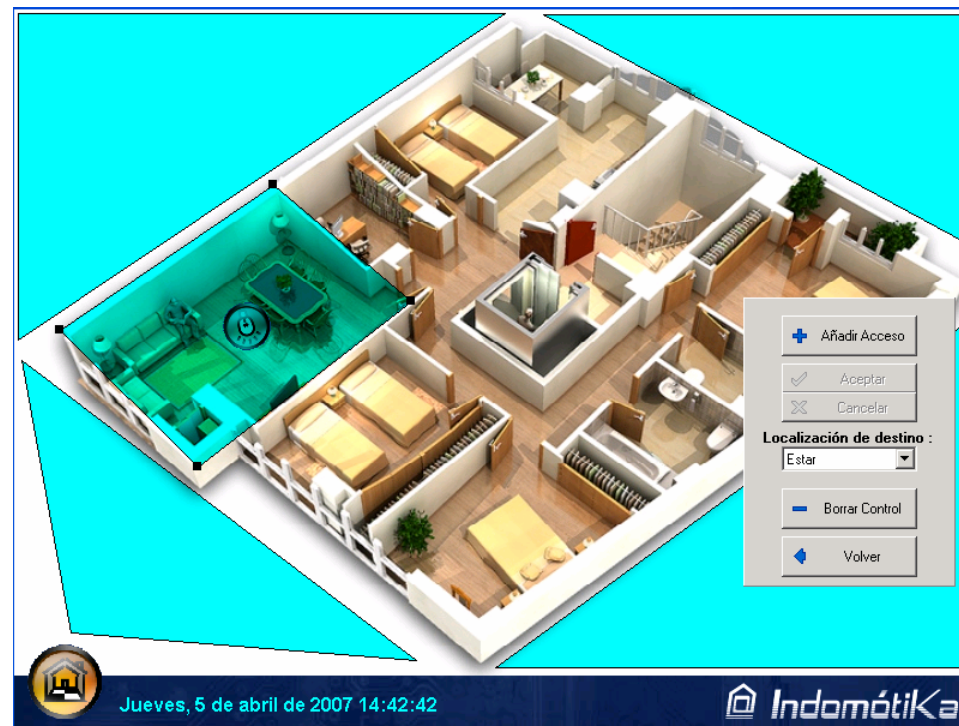 Añadir Acceso
Aceptar
Cancelar
Localización de destino :
Estar
Borrar Control
Volver
Jueves, 5 de abril de 2007 14:42:42
IndomótiKa